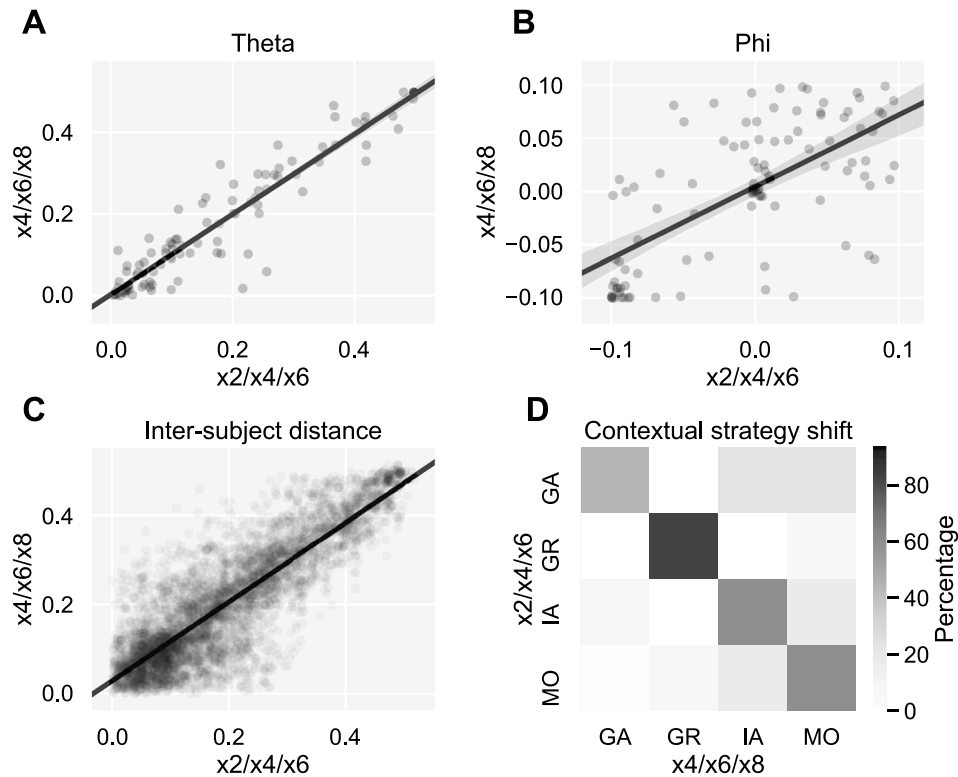 A
Theta
x4/x6/x8
0.4
0.2
0.0
0.0 0.2 0.4
x2/x4/x6
B
Phi
x4/x6/x8
0.10
0.05
0.00
−0.05
−0.10
−0.1 0.0 0.1
x2/x4/x6
C
Inter-subject distance
x4/x6/x8
0.4
0.2
0.0
0.0 0.2 0.4
x2/x4/x6
D
Contextual strategy shift
x2/x4/x6
GA
GR
IA
MO
GA GR IA MO
x4/x6/x8
80
60
40
20
0
Percentage